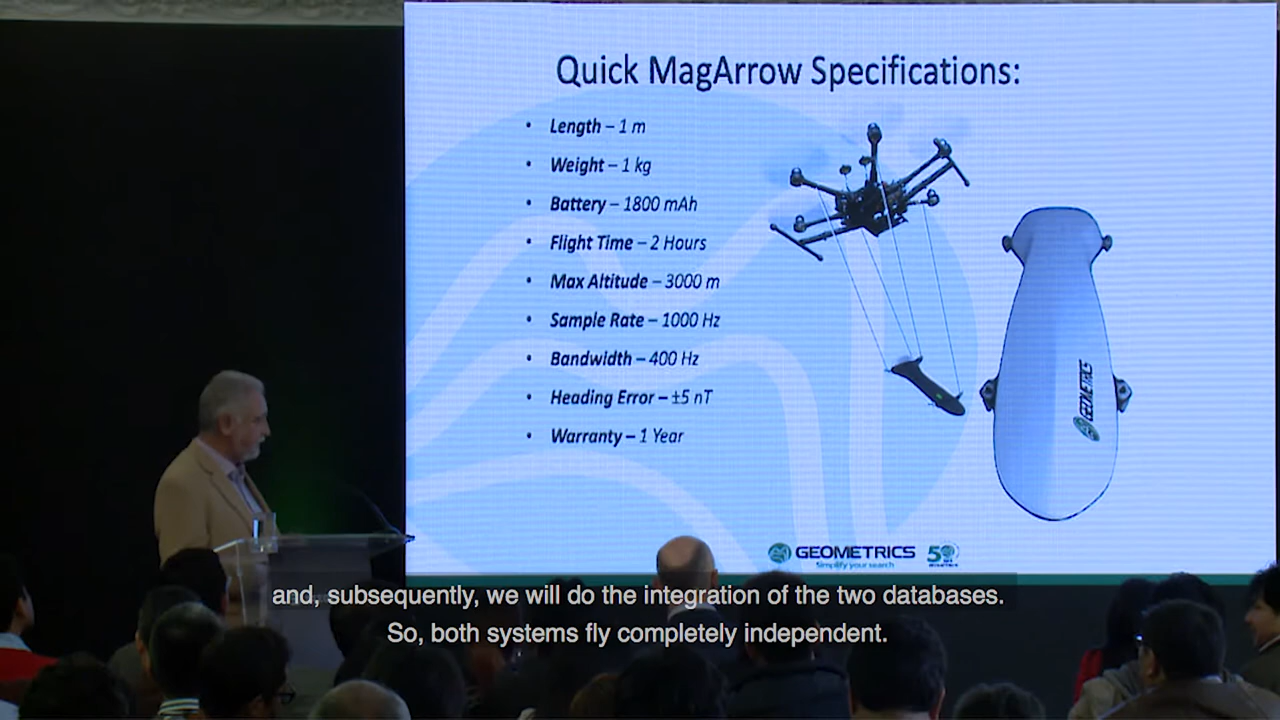 Quick MagArrow Specifications:
• Length – 1 m
• Weight – 1 kg
• Battery – 1800 mAh
• Flight Time – 2 Hours
• Max Altitude – 3000 m
• Sample Rate – 1000 Hz
• Bandwidth – 400 Hz
• Heading Error – ±5 nT
• Warranty – 1 Year
GEOMETRICS
GEOMETRICS
Simplify your search
50
and, subsequently, we will do the integration of the two databases.
So, both systems fly completely independent.